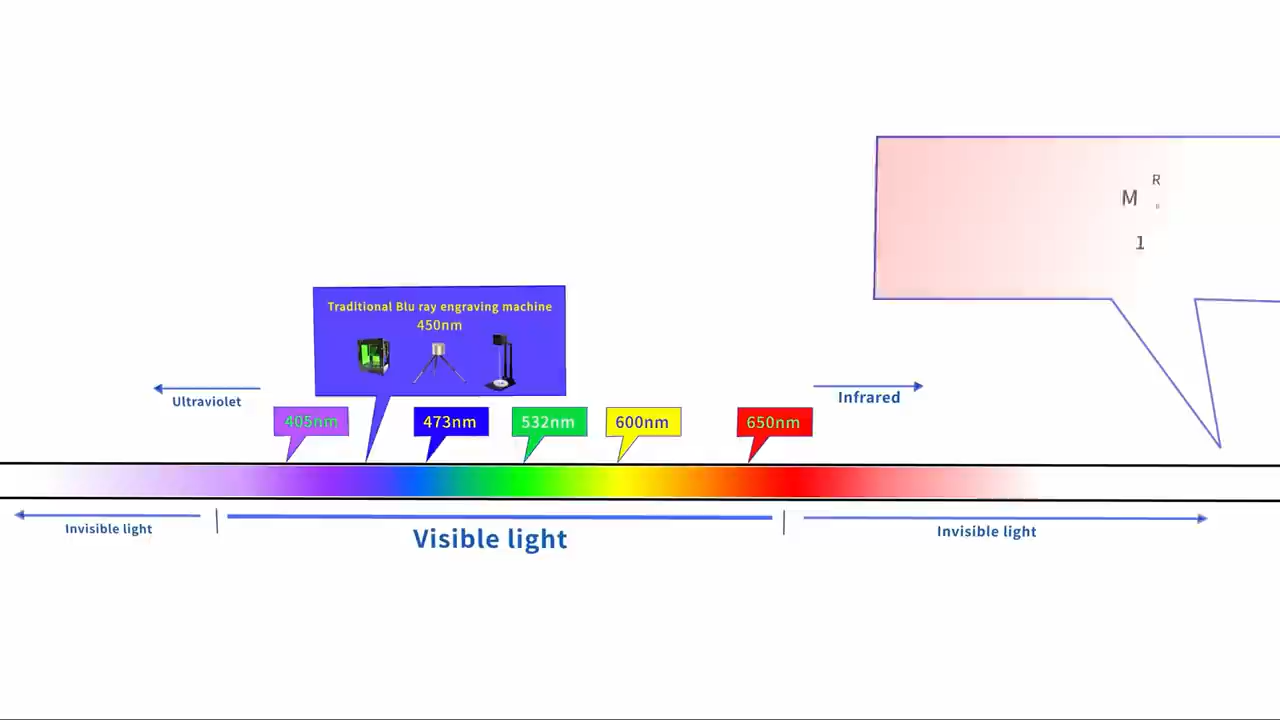 R
M
1
Traditional Blu ray engraving machine
450nm
Ultraviolet
Infrared
405nm
473nm
532nm
600nm
650nm
Invisible light
Visible light
Invisible light